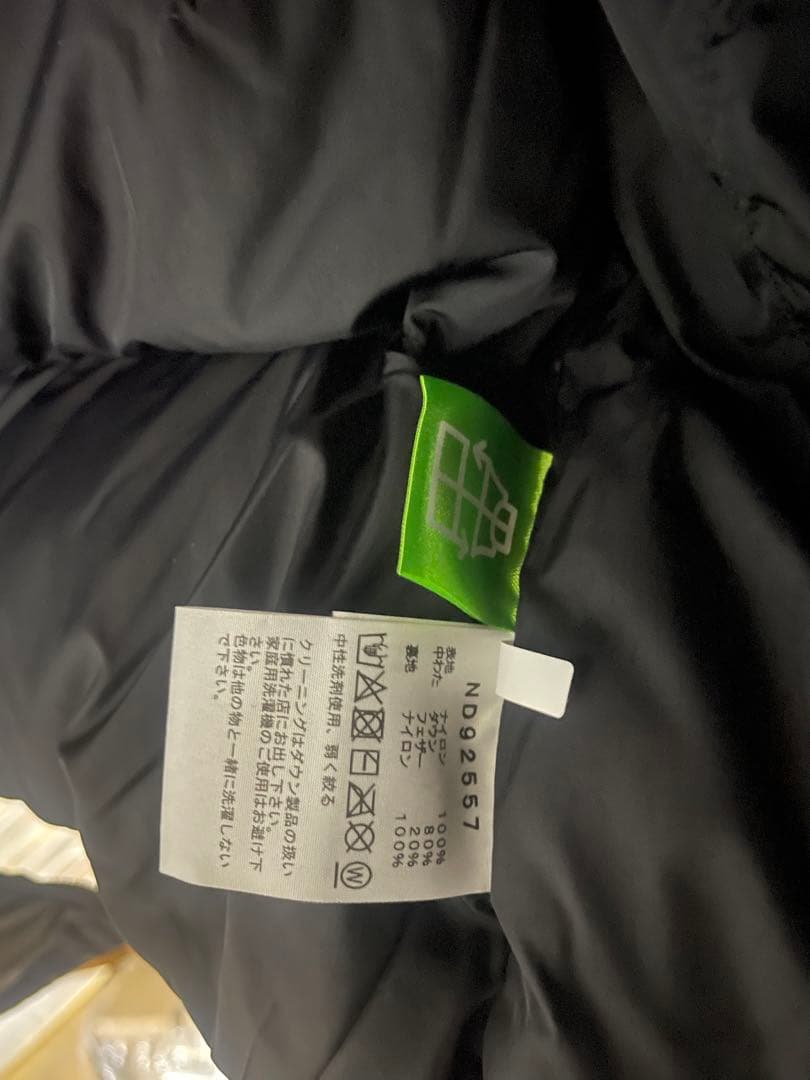 ND92557
表地 ナイロン 100%
中わた ダウン 80%
フェザー 20%
裏地 ナイロン 100%
W
中性洗剤使用、弱く絞る
クリーニングはダウン製品の扱い
に慣れた店にお出し下さい。
家庭用洗濯機のご使用はお避け下
さい。
色物は他の物と一緒に洗濯しない
で下さい。